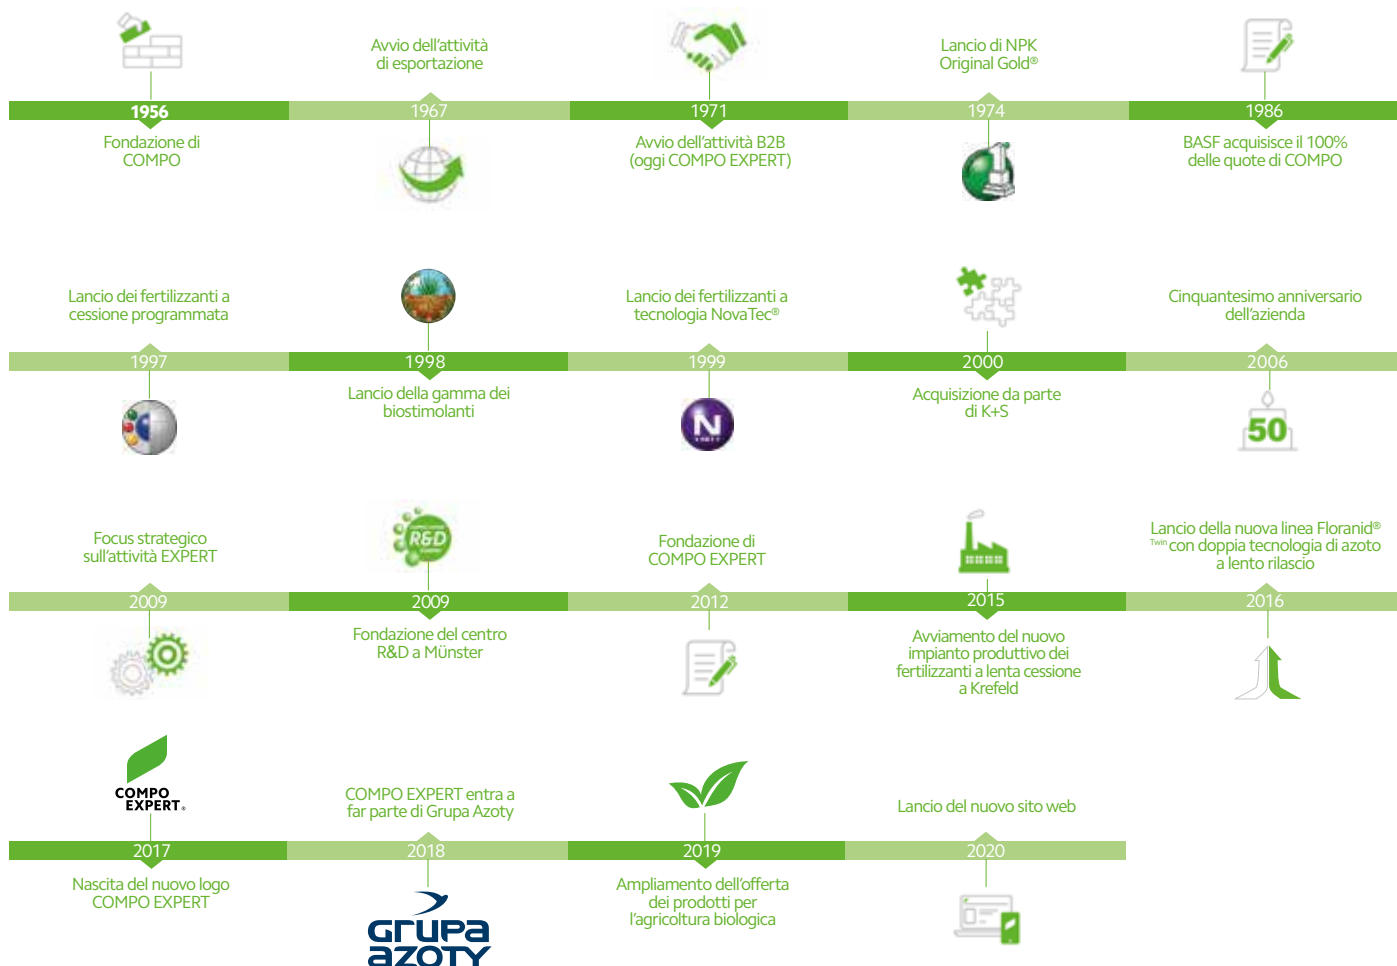 Avvio dell'attività
di esportazione
Lancio di NPK
Original Gold®
1956
1967
1971
1974
1986
Fondazione di
COMPO
Avvio dell'attività B2B
(oggi COMPO EXPERT)
BASF acquisisce il 100%
delle quote di COMPO
Lancio dei fertilizzanti a
cessione programmata
Lancio dei fertilizzanti a
tecnologia NovaTec®
Cinquantesimo anniversario
dell'azienda
1997
1998
1999
2000
2006
Lancio della gamma dei
biostimolanti
N
Acquisizione da parte
di K+S
50
Focus strategico
sull'attività EXPERT
R&D
Fondazione di
COMPO EXPERT
Lancio della nuova linea Floranid®
Twin con doppia tecnologia di azoto
a lento rilascio
2009
2009
2012
2015
2016
Fondazione del centro
R&D a Münster
Avviamento del nuovo
impianto produttivo dei
fertilizzanti a lenta cessione
a Krefeld
COMPO
EXPERT®
COMPO EXPERT entra a
far parte di Grupa Azoty
Lancio del nuovo sito web
2017
2018
2019
2020
Nascita del nuovo logo
COMPO EXPERT
GRUPA
AZOTY
Ampliamento dell'offerta
dei prodotti per
l'agricoltura biologica